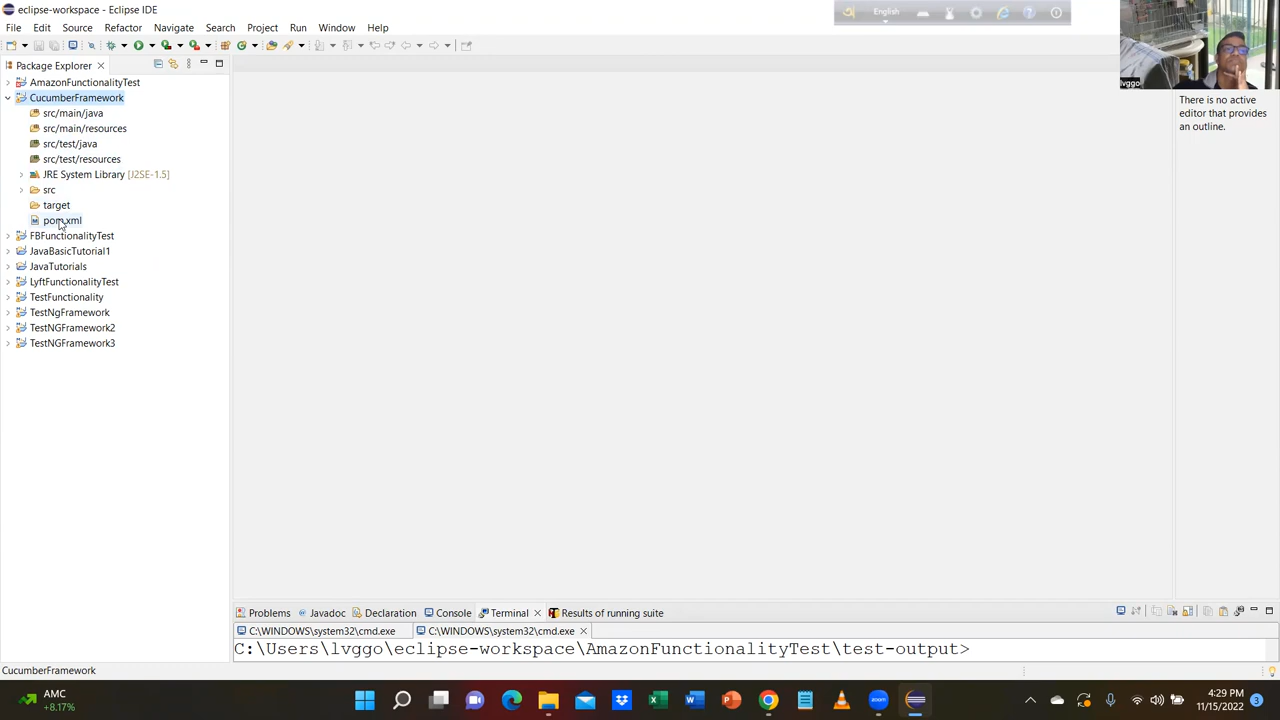 eclipse-workspace - Eclipse IDE
English
File Edit Source Refactor Navigate Search Project Run Window Help
Package Explorer
AmazonFunctionalityTest
CucumberFramework
src/main/java
src/main/resources
src/test/java
src/test/resources
JRE System Library [J2SE-1.5]
src
target
pom.xml
FBFunctionalityTest
JavaBasicTutorial1
JavaTutorials
LyftFunctionalityTest
TestFunctionality
TestNgFramework
TestNGFramework2
TestNGFramework3
lvggo
There is no active
editor that provides
an outline.
Problems Javadoc Declaration Console Terminal Results of running suite
C:\WINDOWS\system32\cmd.exe C:\WINDOWS\system32\cmd.exe
C:\Users\lvggo\eclipse-workspace\AmazonFunctionalityTest\test-output>
CucumberFramework
AMC
+8.17%
4:29 PM
11/15/2022
3